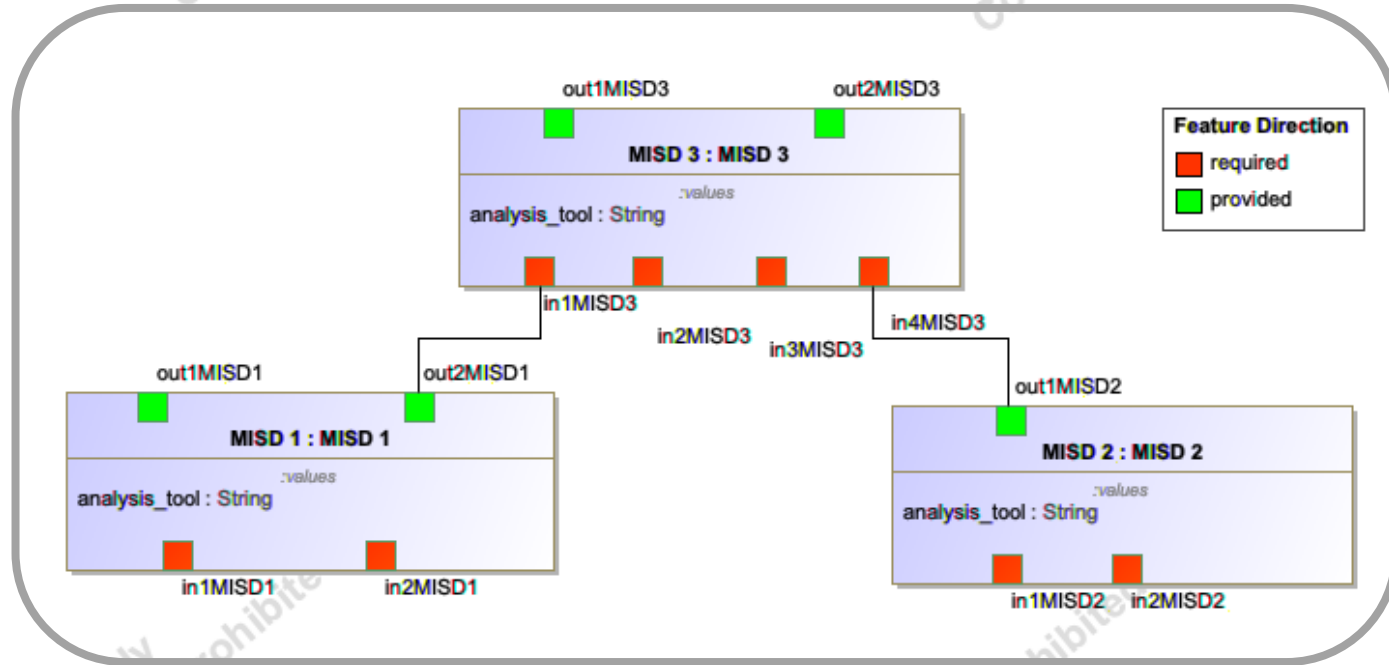 out1MISD3
out2MISD3
MISD 3 : MISD 3
:values
analysis_tool : String
in1MISD3
in2MISD3
in3MISD3
in4MISD3
Feature Direction
required
provided
out1MISD1
out2MISD1
MISD 1 : MISD 1
:values
analysis_tool : String
in1MISD1
in2MISD1
out1MISD2
MISD 2 : MISD 2
:values
analysis_tool : String
in1MISD2
in2MISD2